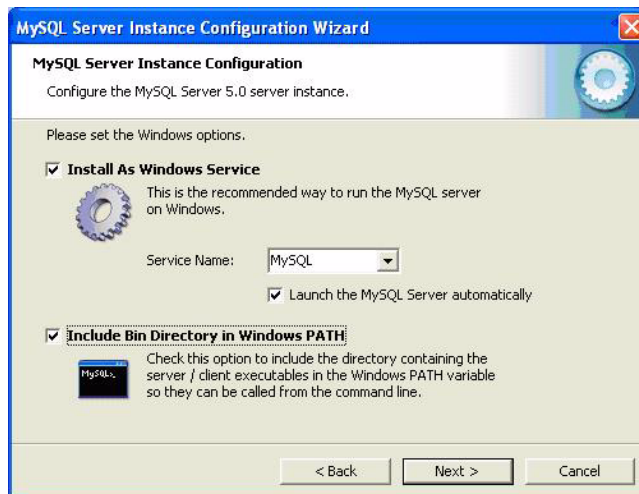 MySQL Server Instance Configuration Wizard
MySQL Server Instance Configuration
Configure the MySQL Server 5.0 server instance.
Please set the Windows options.
Install As Windows Service
This is the recommended way to run the MySQL server
on Windows.
Service Name: MySQL
Launch the MySQL Server automatically
Include Bin Directory in Windows PATH
MySQL>_
Check this option to include the directory containing the
server / client executables in the Windows PATH variable
so they can be called from the command line.
< Back Next > Cancel